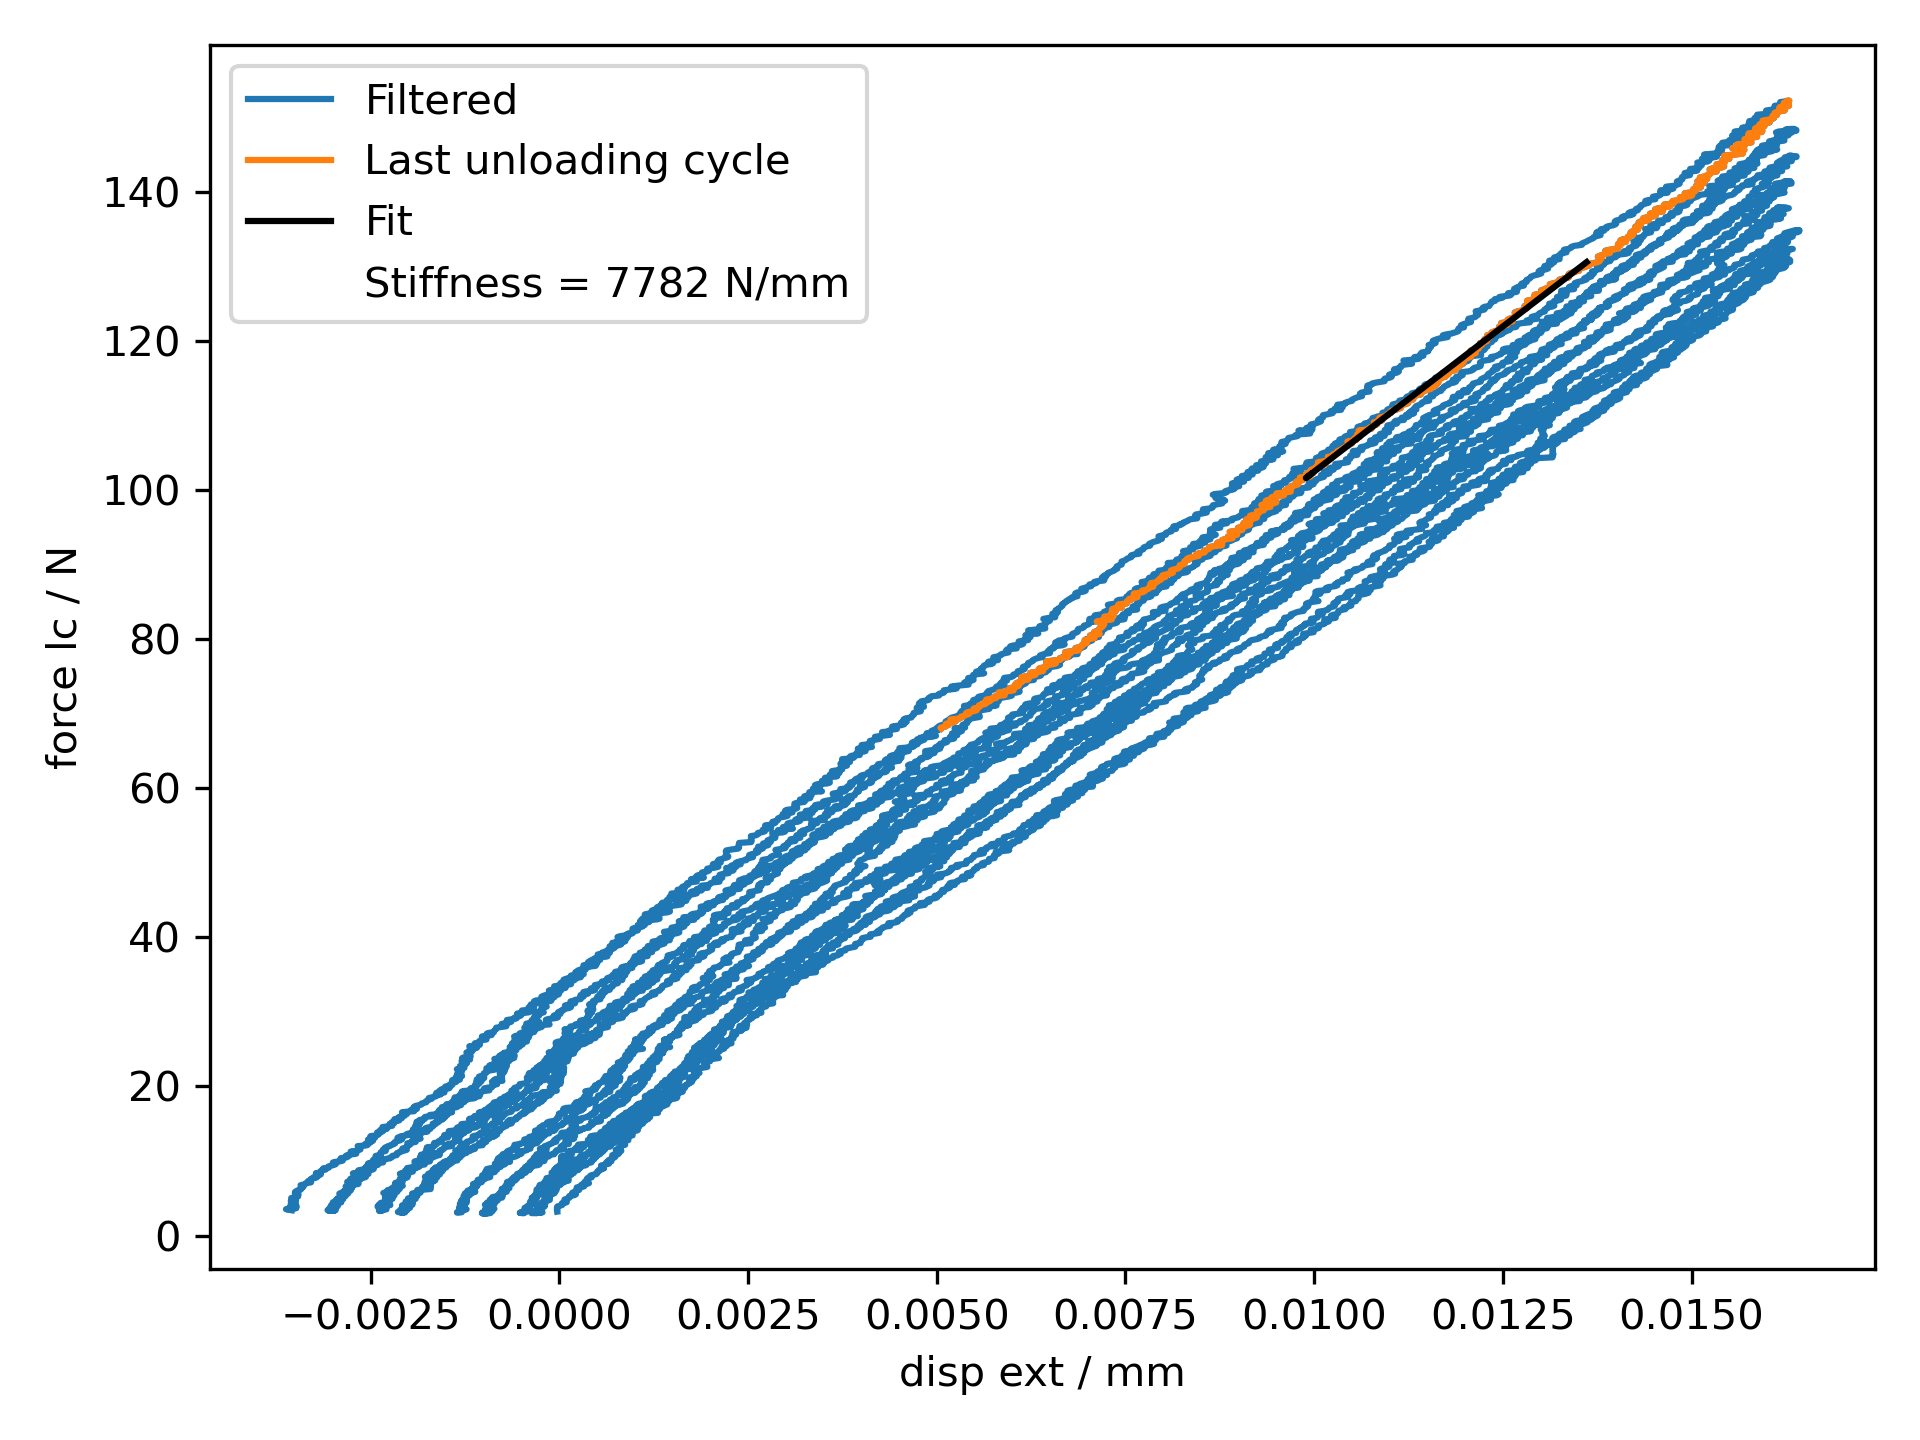 Filtered
Last unloading cycle
Fit
Stiffness = 7782 N/mm
140
120
100
80
60
40
20
0
force lc / N
−0.0025 0.0000 0.0025 0.0050 0.0075 0.0100 0.0125 0.0150
disp ext / mm